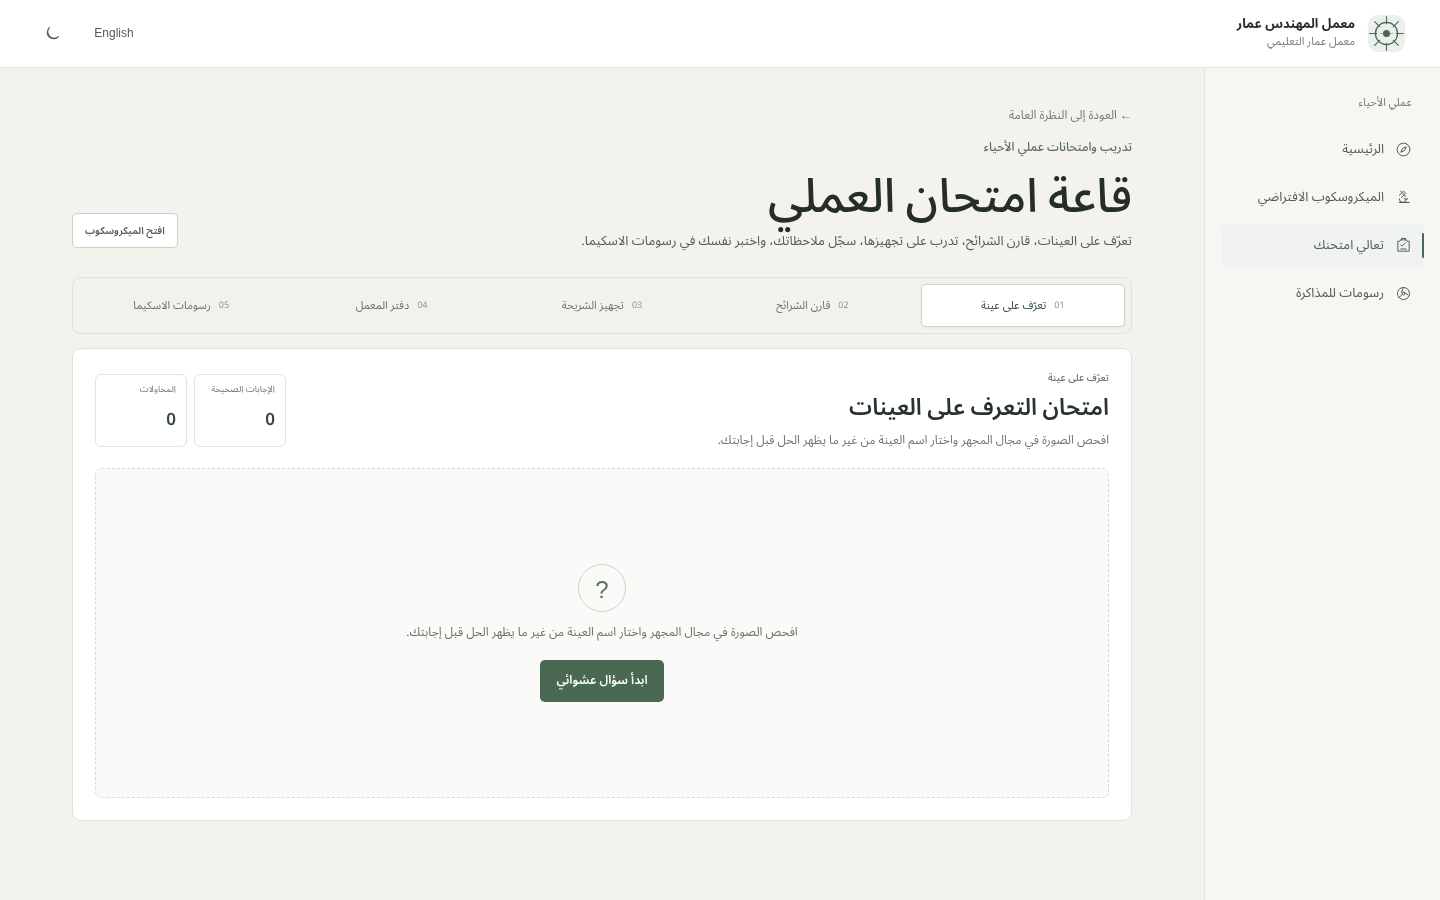 معمل المهندس عمار
معمل عمار التعليمي
English
عملي الأحياء
الرئيسية
الميكروسكوب الافتراضي
تعالي امتحنك
رسومات للمذاكرة
← العودة إلى النظرة العامة
تدريب وامتحانات عملي الأحياء
قاعة امتحان العملي
تعرّف على العينات، قارن الشرائح، تدرب على تجهيزها، سجّل ملاحظاتك، واختبر نفسك في رسومات الاسكيما.
افتح الميكروسكوب
01 تعرّف على عينة
02 قارن الشرائح
03 تجهيز الشريحة
04 دفتر المعمل
05 رسومات الاسكيما
تعرّف على عينة
امتحان التعرف على العينات
افحص الصورة في مجال المجهر واختار اسم العينة من غير ما يظهر الحل قبل إجابتك.
الإجابات الصحيحة
0
المحاولات
0
?
افحص الصورة في مجال المجهر واختار اسم العينة من غير ما يظهر الحل قبل إجابتك.
ابدأ سؤال عشوائي